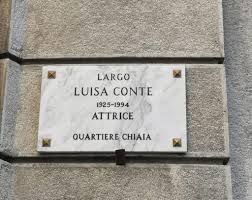 LARGO
LUISA CONTE
1925-1994
ATTRICE
QUARTIERE CHIAIA